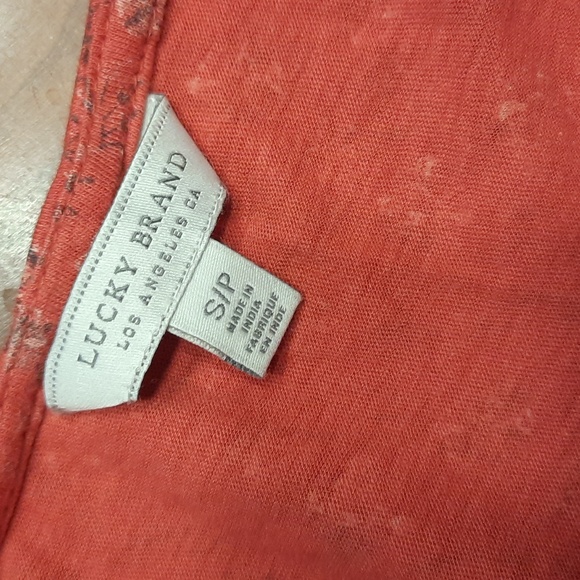 LUCKY BRAND
LOS ANGELES CA
S/P
MADE IN
INDIA
FABRIQUE
EN INDE